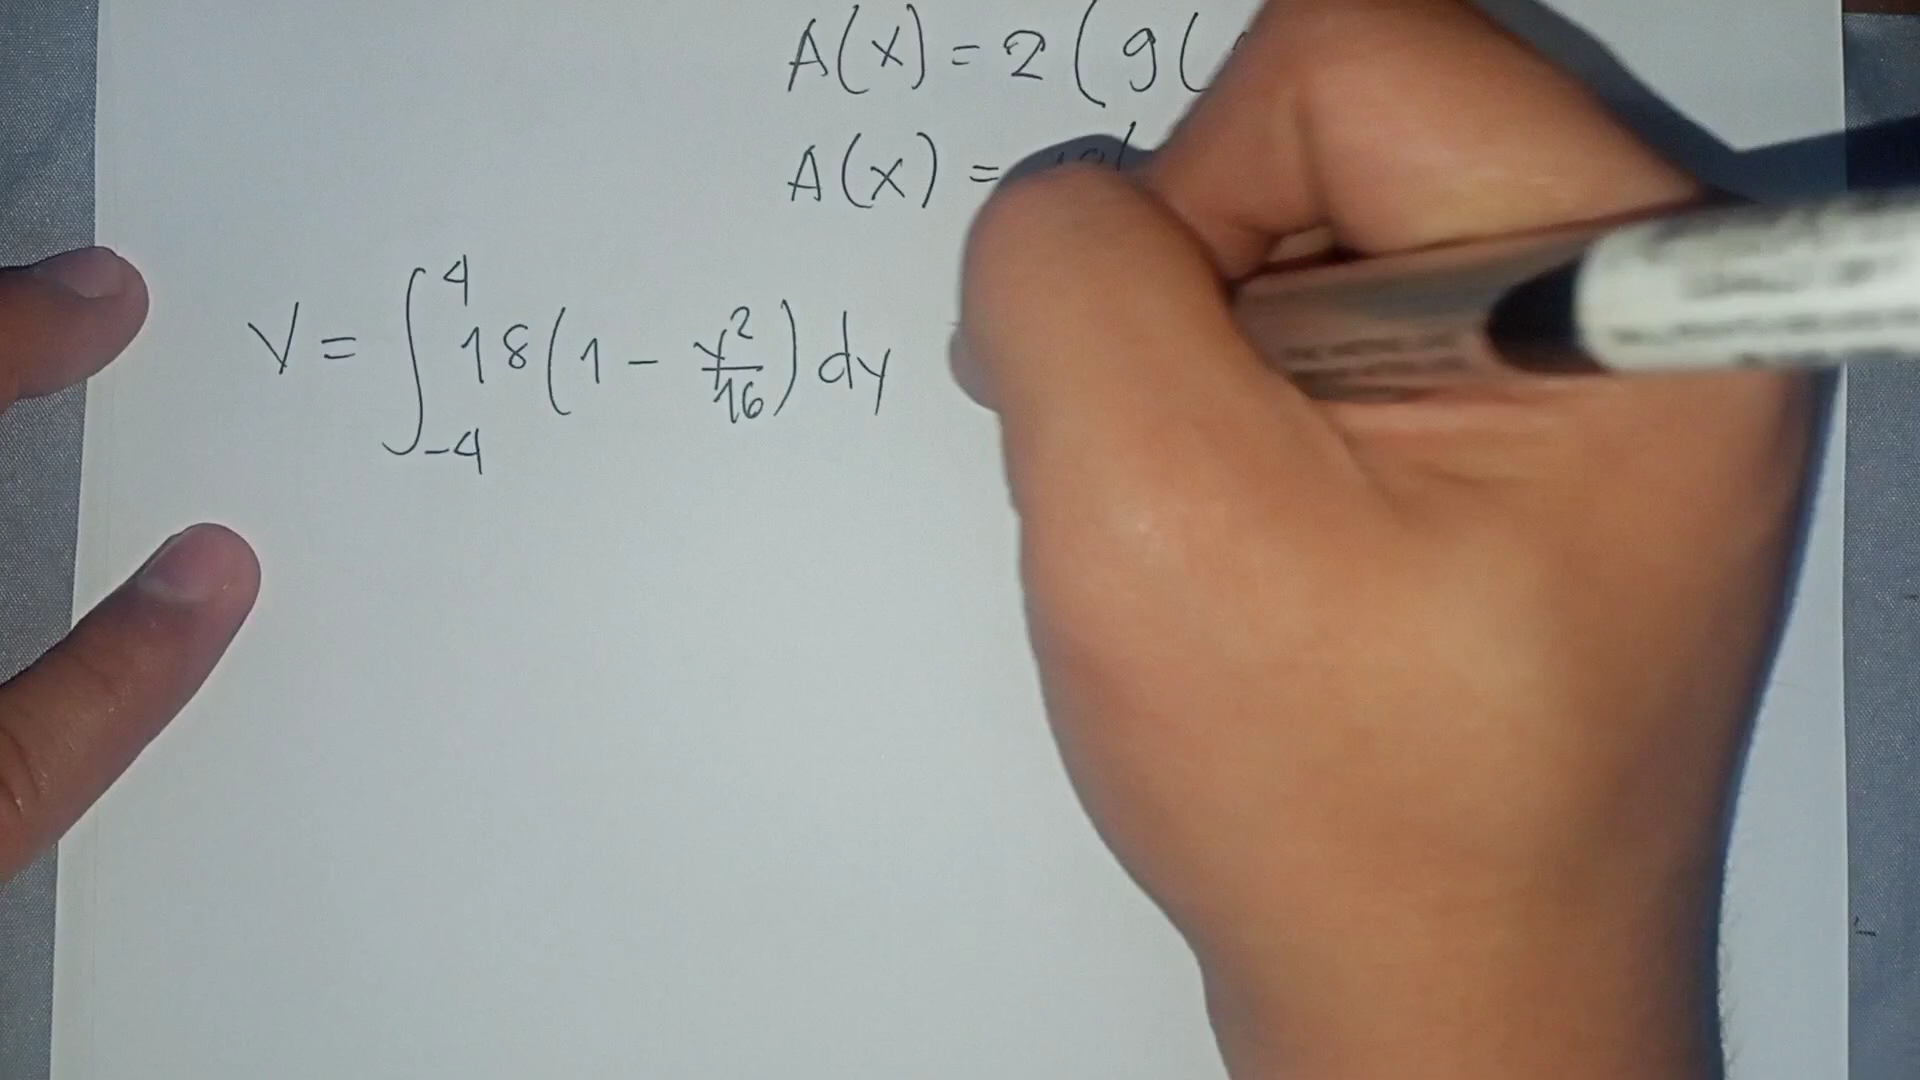 A(x) = 2 ( 9 (
A(x) =
V = ∫_{-4}^{4} 18 (1 - y²/16) dy